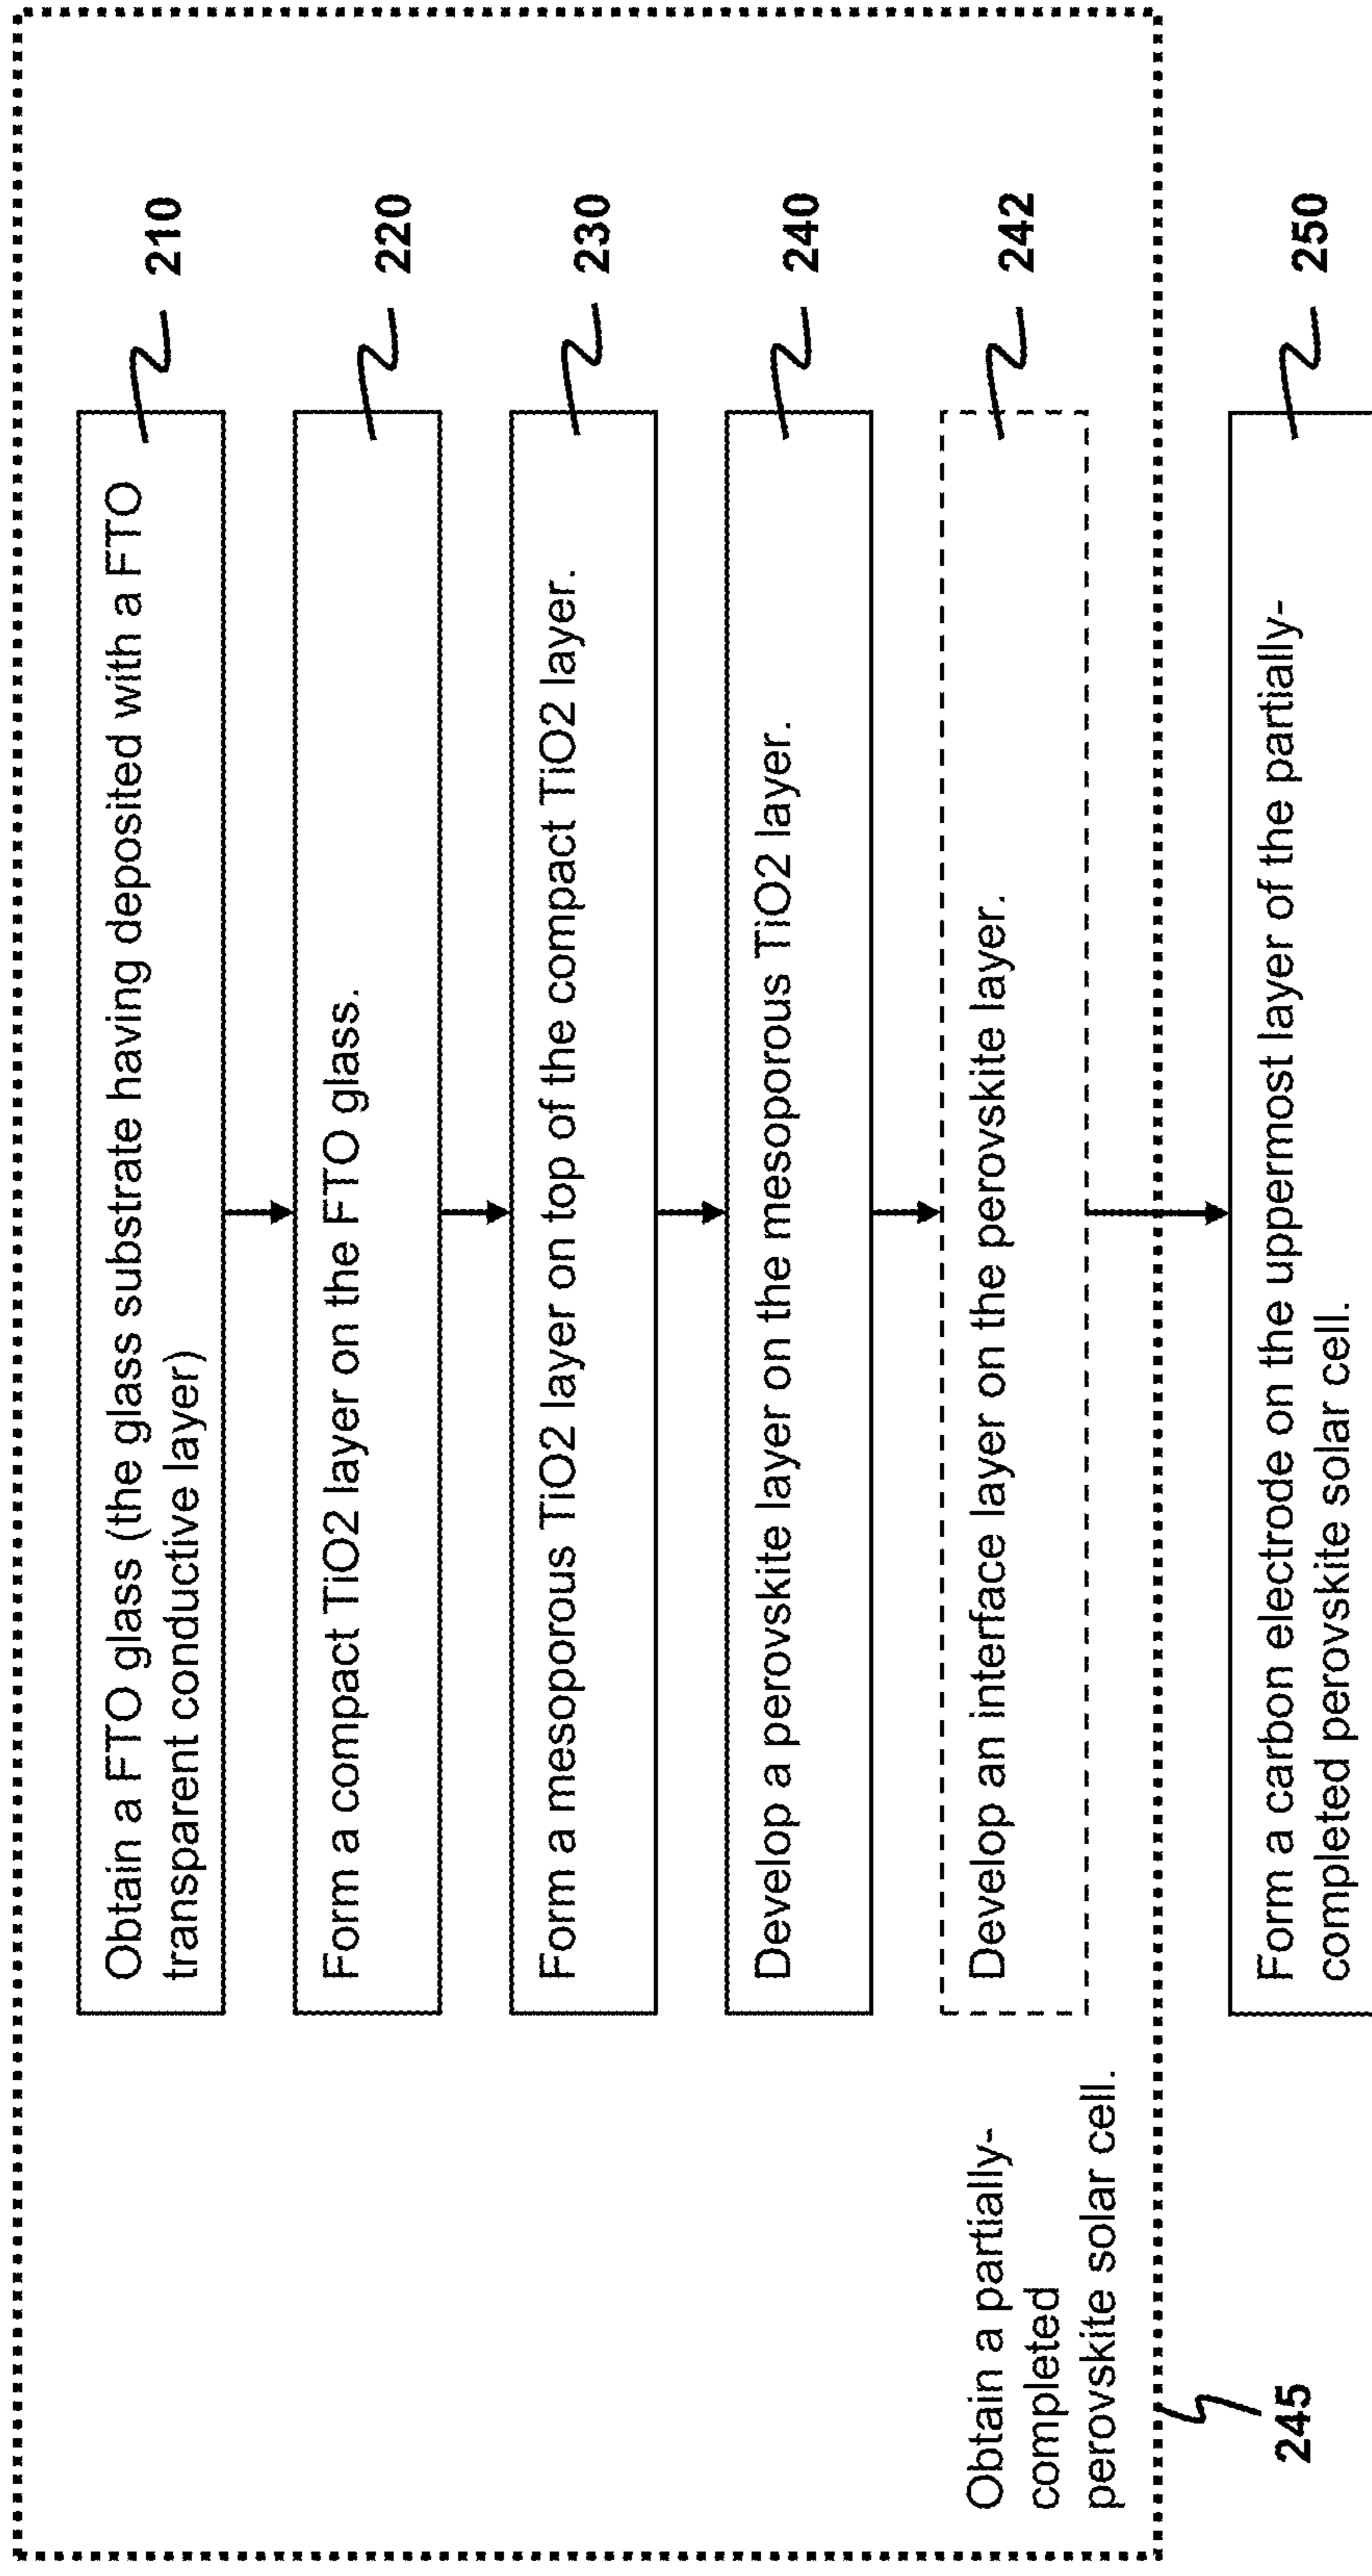 Obtain a FTO glass (the glass substrate having deposited with a FTO
transparent conductive layer)
210
Form a compact TiO2 layer on the FTO glass.
220
Form a mesoporous TiO2 layer on top of the compact TiO2 layer.
230
Develop a perovskite layer on the mesoporous TiO2 layer.
240
Develop an interface layer on the perovskite layer.
242
Obtain a partially-
completed
perovskite solar cell.
245
Form a carbon electrode on the uppermost layer of the partially-
completed perovskite solar cell.
250